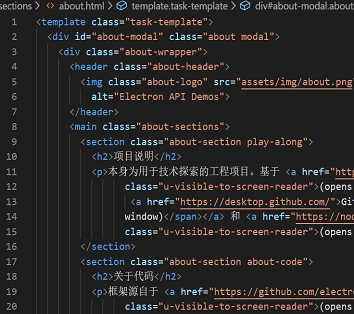 sections > about.html > template.task-template > div#about-modal.about
1 <template class="task-template">
2 <div id="about-modal" class="about modal">
3 <div class="about-wrapper">
4 <header class="about-header">
5 <img class="about-logo" src="assets/img/about.png"
6 alt="Electron API Demos">
7 </header>
8 <main class="about-sections">
9 <section class="about-section play-along">
10 <h2>项目说明</h2>
11 <p>本身为用于技术探索的工程项目。基于 <a href="htt
12 class="u-visible-to-screen-reader">(opens
13 <a href="https://desktop.github.com/">Git
14 window)</span></a> 和 <a href="https://nod
15 class="u-visible-to-screen-reader">(opens
16 </section>
17 <section class="about-section about-code">
18 <h2>关于代码</h2>
19 <p>框架源自于 <a href="https://github.com/electr
20 class="u-visible-to-screen-reader">(opens